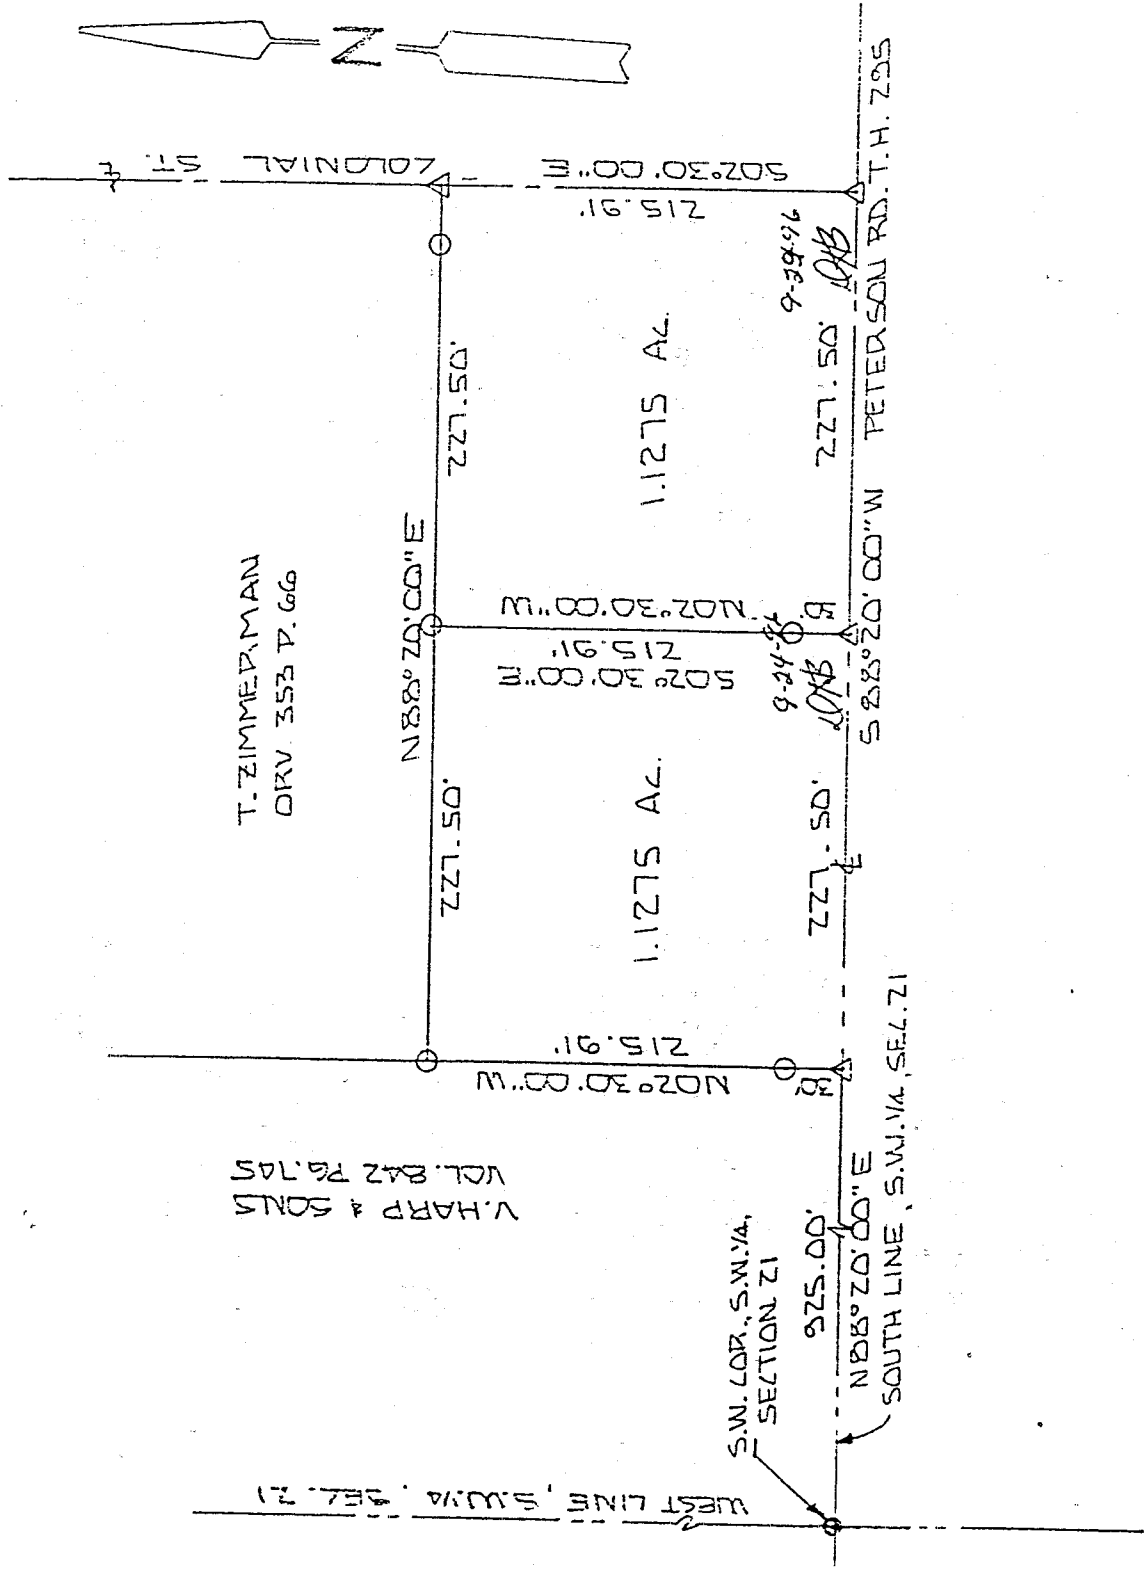 N
T. ZIMMERMAN
ORV. 353 P. 66
V. HARP & SONS
VOL. 842 PG. 745
WEST LINE, S.W. 1/4, SEC. 21
COLONIAL ST.
N88°20'00"E
227.50'
227.50'
N02°30'00"W
215.91'
S02°30'00"E
215.91'
N02°30'00"W
S02°30'00"E
215.91'
1.1275 Ac.
1.1275 Ac.
S.W. COR., S.W. 1/4,
SECTION 21
925.00'
30'
227.50'
9-24-96
227.50'
N88°20'00"E
S88°20'00"W
PETERSON RD. T.H. 295
SOUTH LINE, S.W. 1/4, SEC. 21